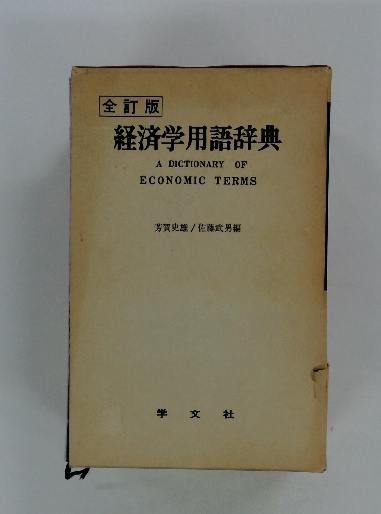 全訂版
経済学用語辞典
A DICTIONARY OF
ECONOMIC TERMS
芳賀史雄/佐藤武男編
学文社